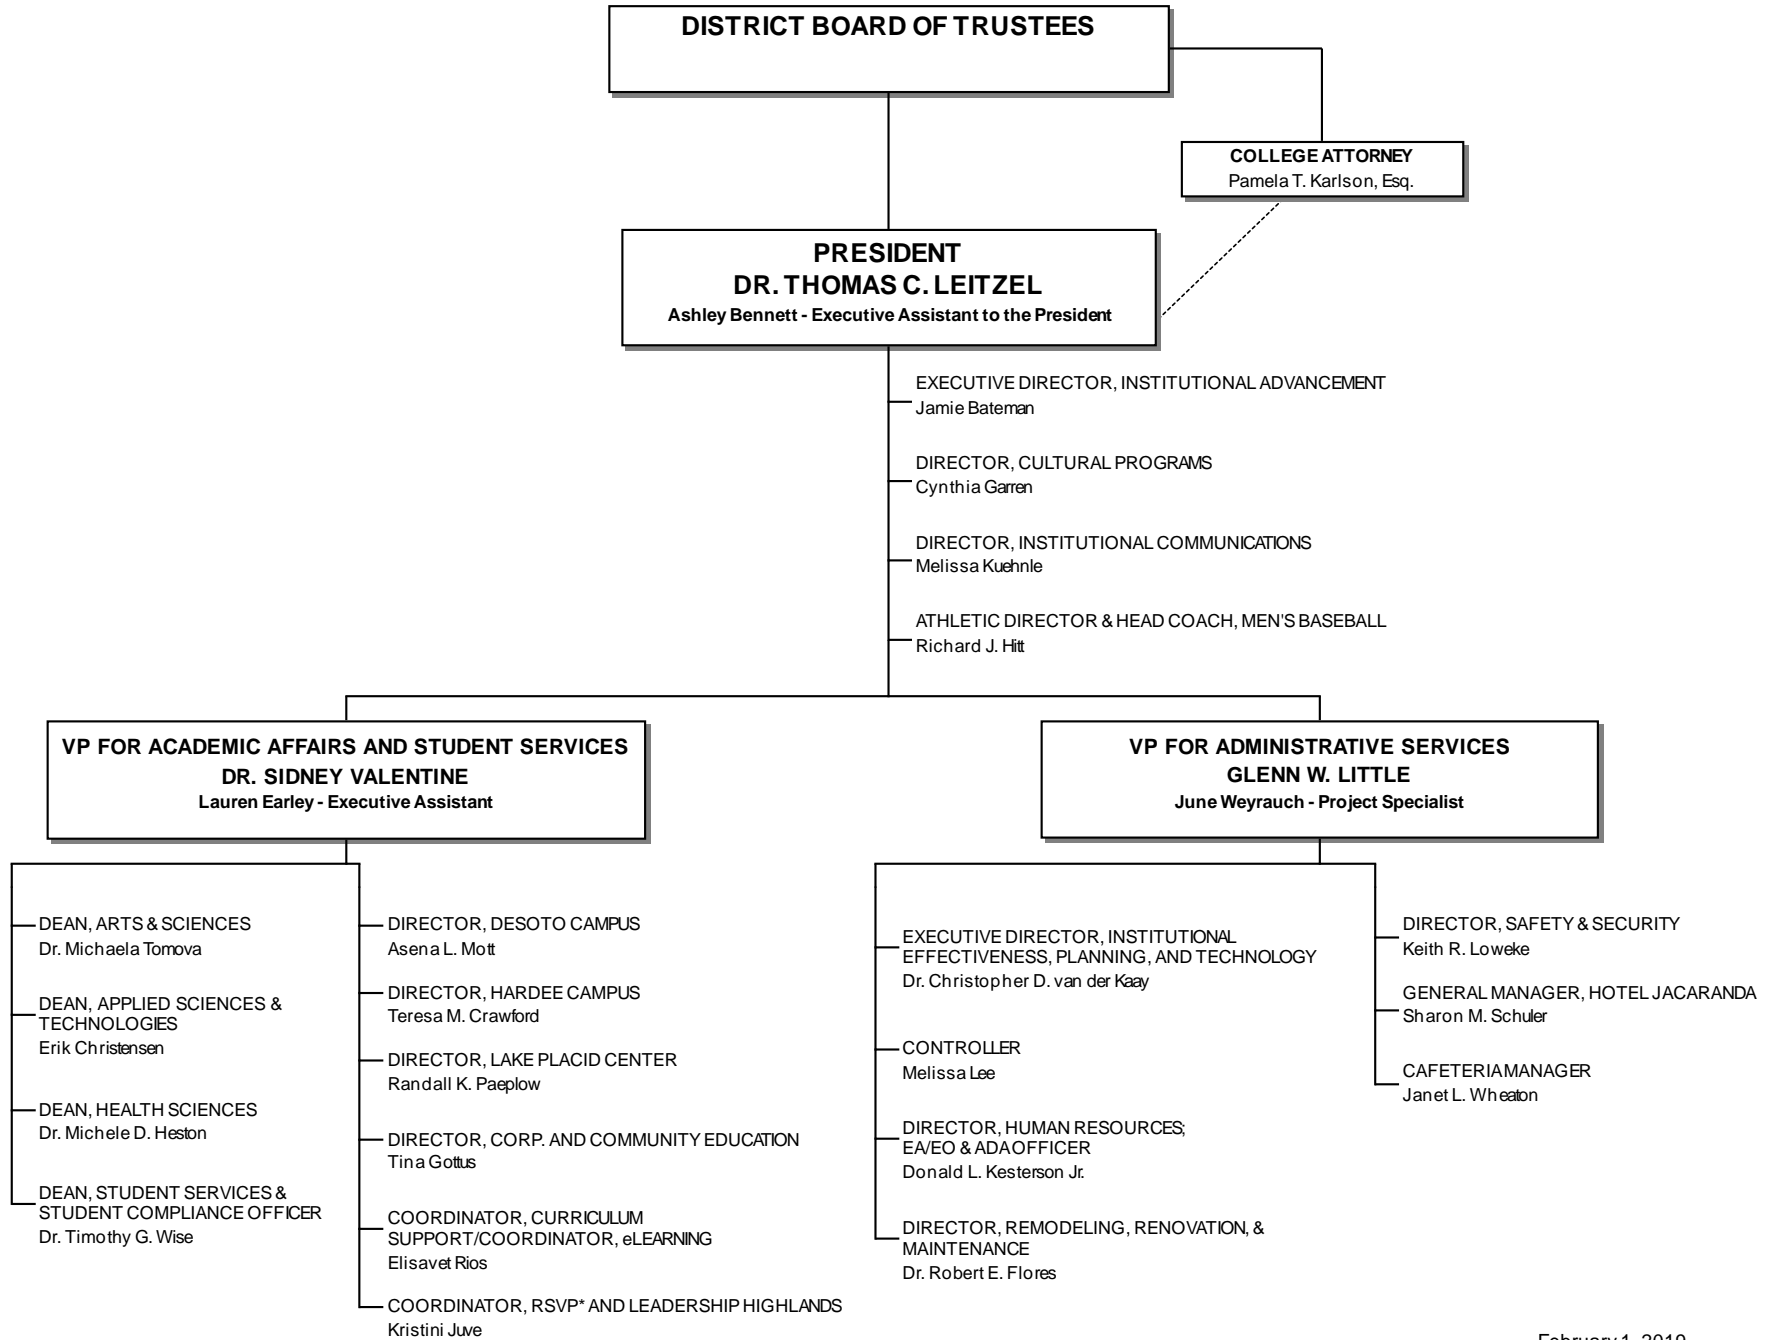 DISTRICT BOARD OF TRUSTEES
COLLEGE ATTORNEY
Pamela T. Karlson, Esq.
PRESIDENT
DR. THOMAS C. LEITZEL
Ashley Bennett - Executive Assistant to the President
EXECUTIVE DIRECTOR, INSTITUTIONAL ADVANCEMENT
Jamie Bateman
DIRECTOR, CULTURAL PROGRAMS
Cynthia Garren
DIRECTOR, INSTITUTIONAL COMMUNICATIONS
Melissa Kuehnle
ATHLETIC DIRECTOR & HEAD COACH, MEN'S BASEBALL
Richard J. Hitt
VP FOR ACADEMIC AFFAIRS AND STUDENT SERVICES
DR. SIDNEY VALENTINE
Lauren Earley - Executive Assistant
DEAN, ARTS & SCIENCES
Dr. Michaela Tomova
DEAN, APPLIED SCIENCES &
TECHNOLOGIES
Erik Christensen
DEAN, HEALTH SCIENCES
Dr. Michele D. Heston
DEAN, STUDENT SERVICES &
STUDENT COMPLIANCE OFFICER
Dr. Timothy G. Wise
DIRECTOR, DESOTO CAMPUS
Asena L. Mott
DIRECTOR, HARDEE CAMPUS
Teresa M. Crawford
DIRECTOR, LAKE PLACID CENTER
Randall K. Paeplow
DIRECTOR, CORP. AND COMMUNITY EDUCATION
Tina Gottus
COORDINATOR, CURRICULUM
SUPPORT/COORDINATOR, eLEARNING
Elisavet Rios
COORDINATOR, RSVP* AND LEADERSHIP HIGHLANDS
Kristini Juve
VP FOR ADMINISTRATIVE SERVICES
GLENN W. LITTLE
June Weyrauch - Project Specialist
EXECUTIVE DIRECTOR, INSTITUTIONAL
EFFECTIVENESS, PLANNING, AND TECHNOLOGY
Dr. Christopher D. van der Kaay
CONTROLLER
Melissa Lee
DIRECTOR, HUMAN RESOURCES;
EA/EO & ADA OFFICER
Donald L. Kesterson Jr.
DIRECTOR, REMODELING, RENOVATION, &
MAINTENANCE
Dr. Robert E. Flores
DIRECTOR, SAFETY & SECURITY
Keith R. Loweke
GENERAL MANAGER, HOTEL JACARANDA
Sharon M. Schuler
CAFETERIA MANAGER
Janet L. Wheaton